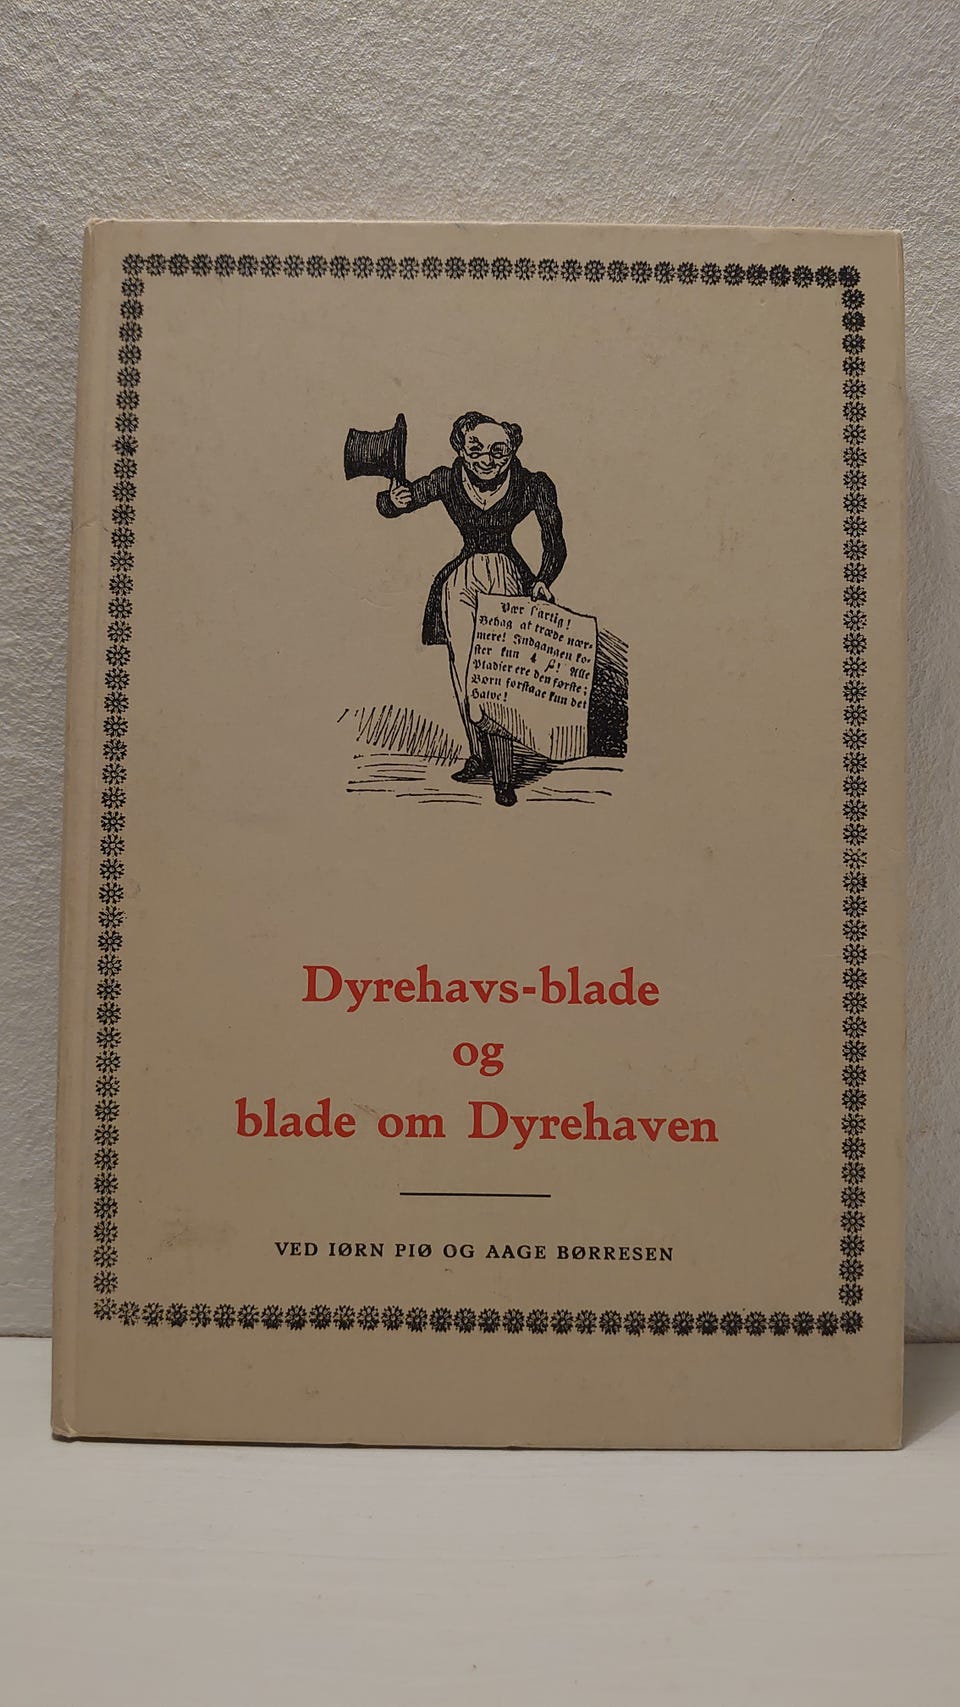 Vær s'artig!
Behag at træde nær-
mere! Indgangen ko-
ster kun 4 ß! Alle
Pladser ere den første;
Børn forstaae kun det
Halve!
Dyrehavs-blade
og
blade om Dyrehaven
VED IØRN PIØ OG AAGE BØRRESEN